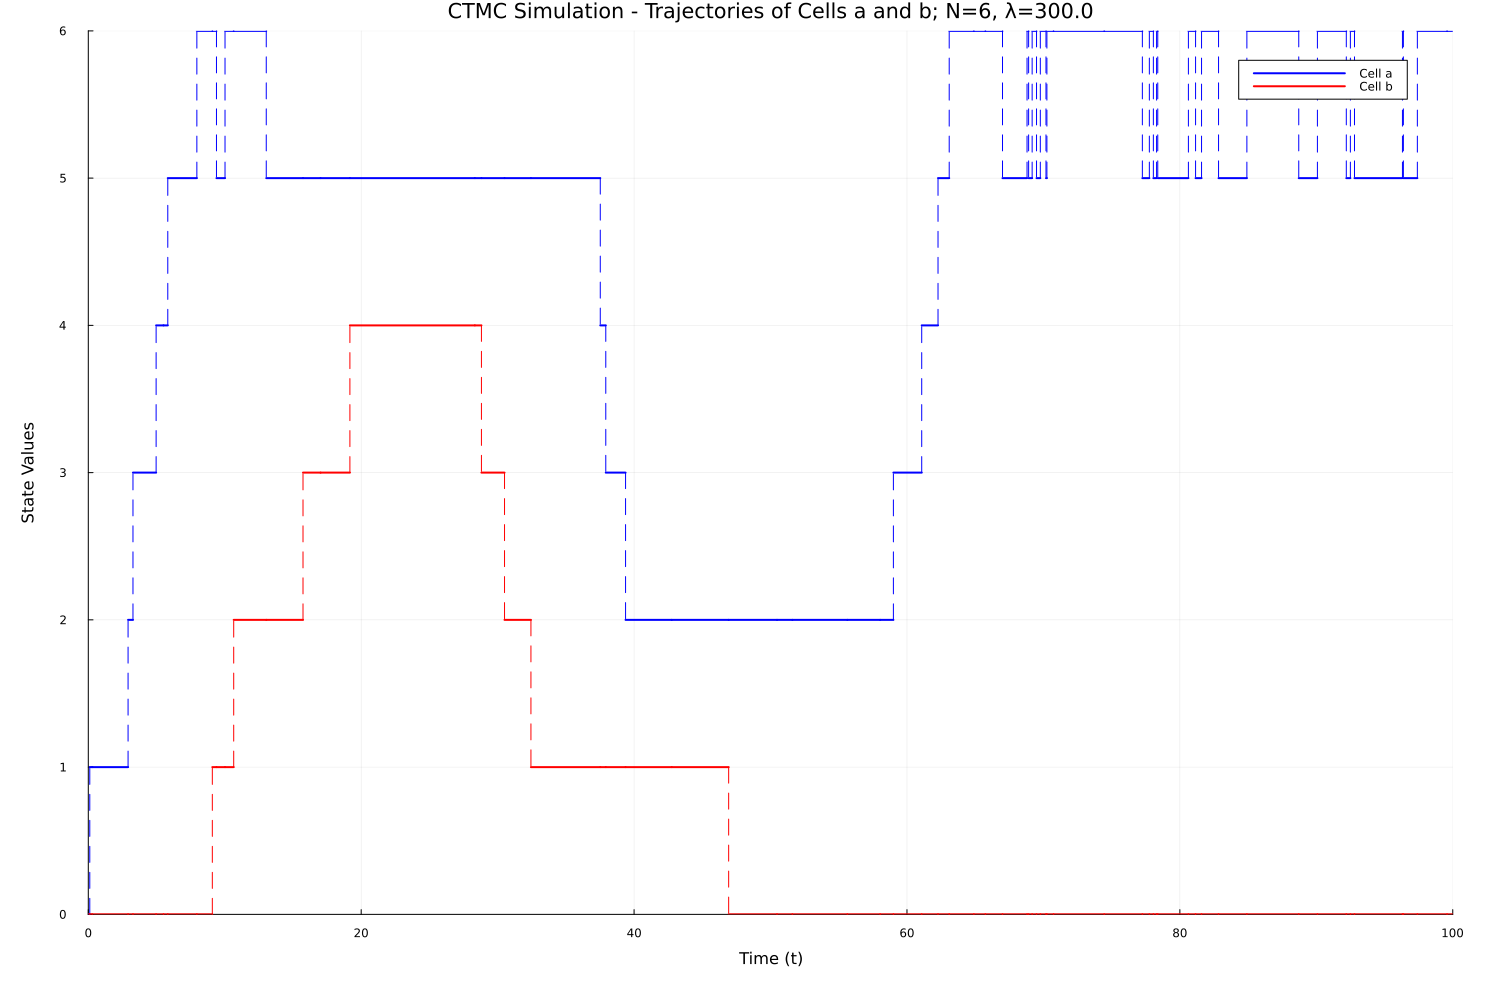 CTMC Simulation - Trajectories of Cells a and b; N=6, λ=300.0
6
Cell a
Cell b
5
4
State Values
3
2
1
0
0 20 40 60 80 100
Time (t)